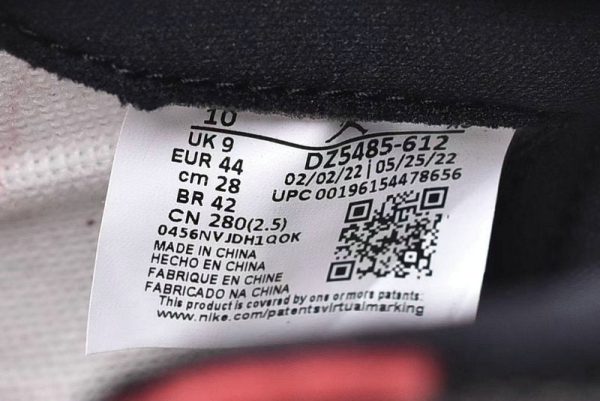 10
UK 9
EUR 44
cm 28
BR 42
CN 280(2.5)
0456NVJDH1QOK
MADE IN CHINA
HECHO EN CHINA
FABRIQUE EN CHINE
FABRICADO NA CHINA
DZ5485-612
02/02/22 | 05/25/22
UPC 00196154478656
This product is covered by one or more patents:
www.nike.com/patentsvirtualmarking